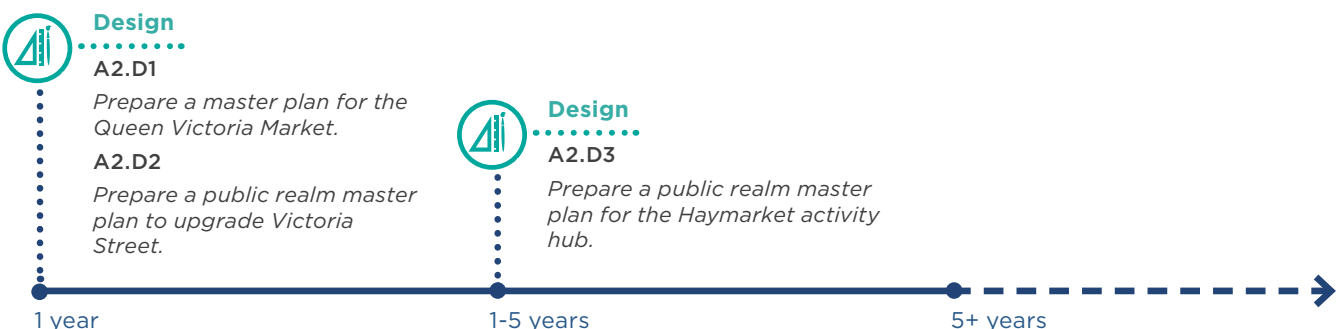 Design
A2.D1
Prepare a master plan for the
Queen Victoria Market.
A2.D2
Prepare a public realm master
plan to upgrade Victoria
Street.
Design
A2.D3
Prepare a public realm master
plan for the Haymarket activity
hub.
1 year
1-5 years
5+ years